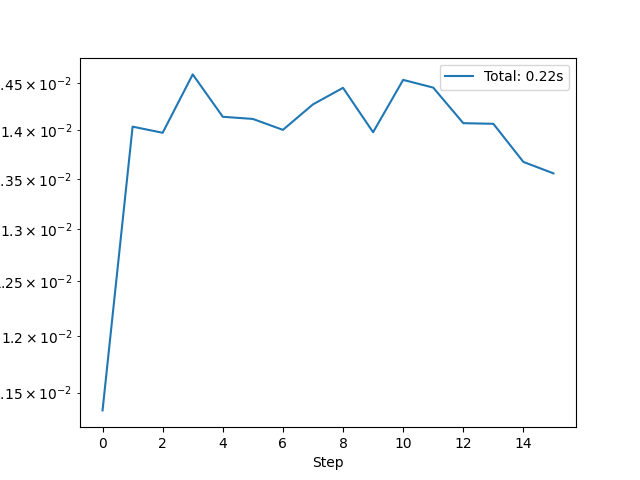 Total: 0.22s
.45 × 10⁻²
1.4 × 10⁻²
.35 × 10⁻²
1.3 × 10⁻²
.25 × 10⁻²
1.2 × 10⁻²
.15 × 10⁻²
0 2 4 6 8 10 12 14
Step